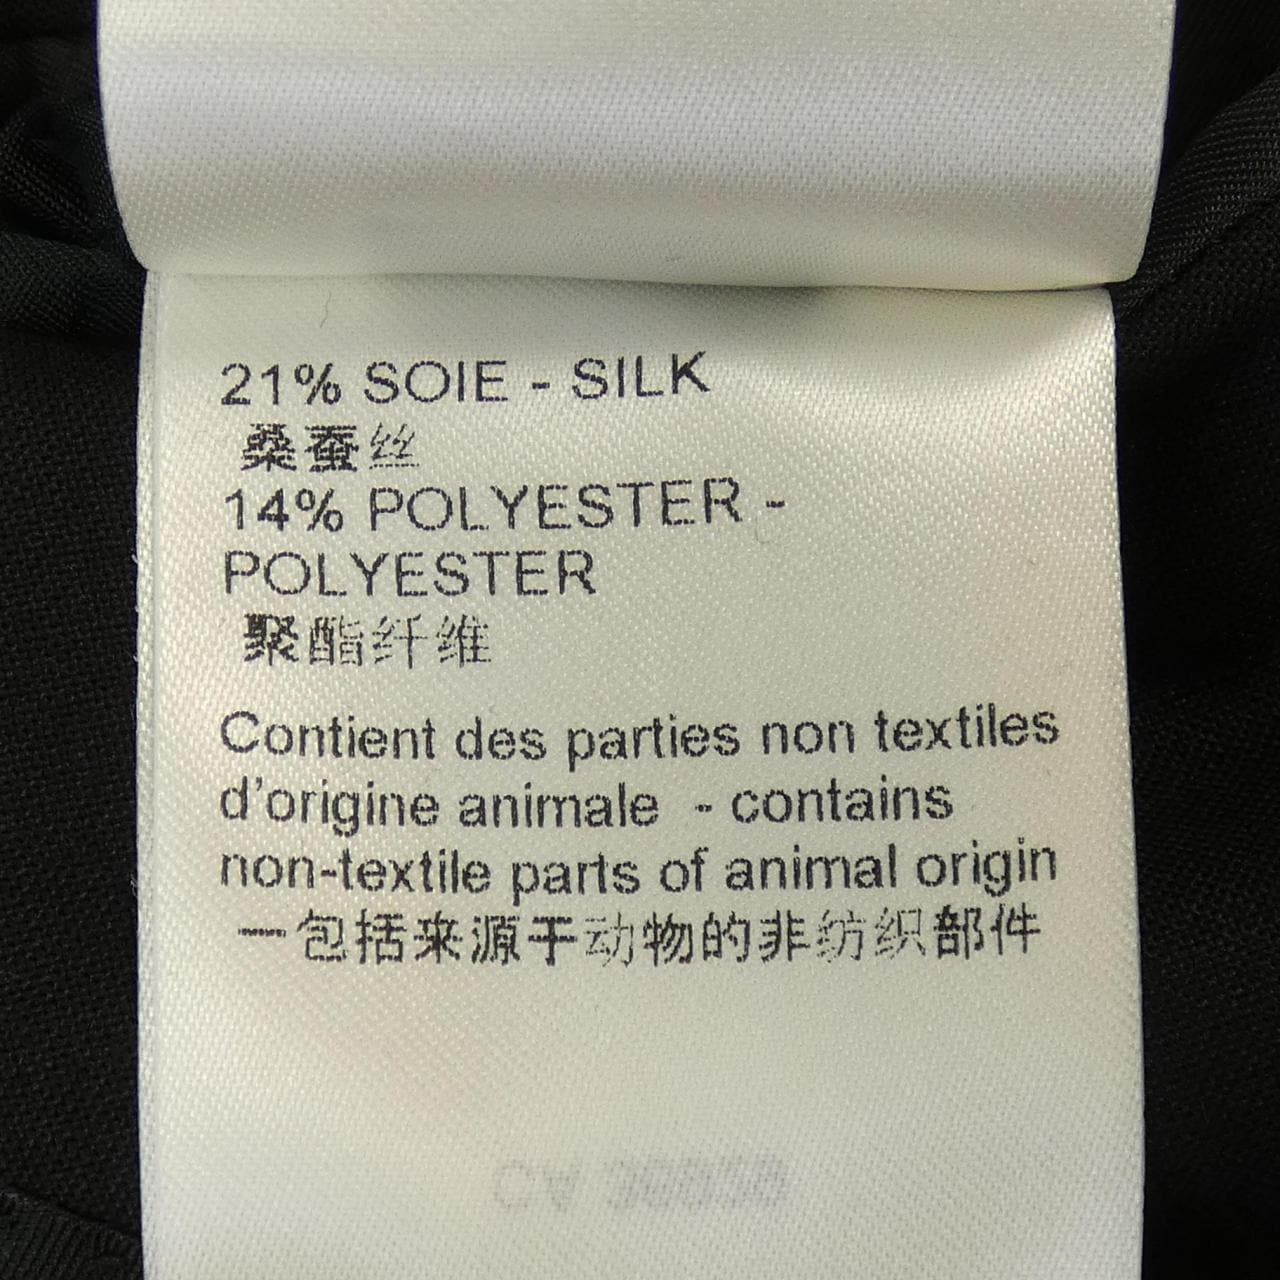 21% SOIE - SILK
桑蚕丝
14% POLYESTER -
POLYESTER
聚酯纤维
Contient des parties non textiles
d'origine animale - contains
non-textile parts of animal origin
一包括来源于动物的非纺织部件